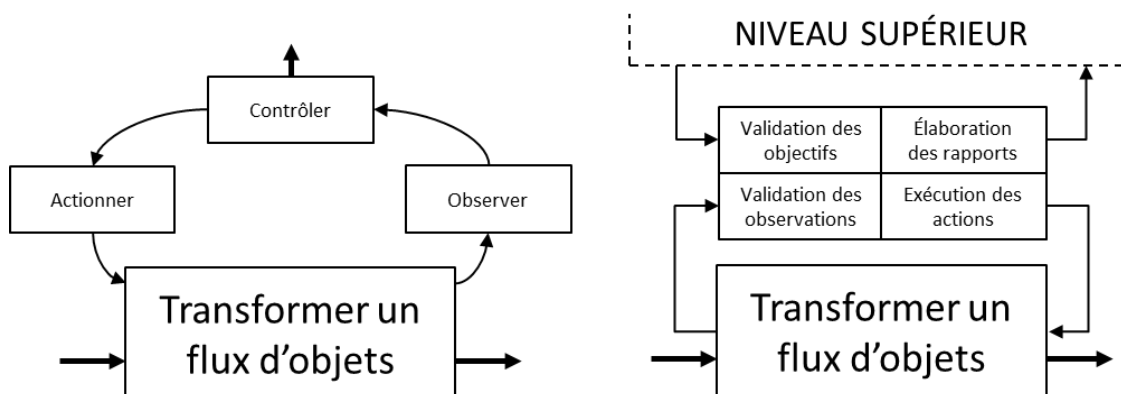 Contrôler
Actionner
Observer
Transformer un
flux d'objets
NIVEAU SUPÉRIEUR
Validation des
objectifs
Élaboration
des rapports
Validation des
observations
Exécution des
actions
Transformer un
flux d'objets